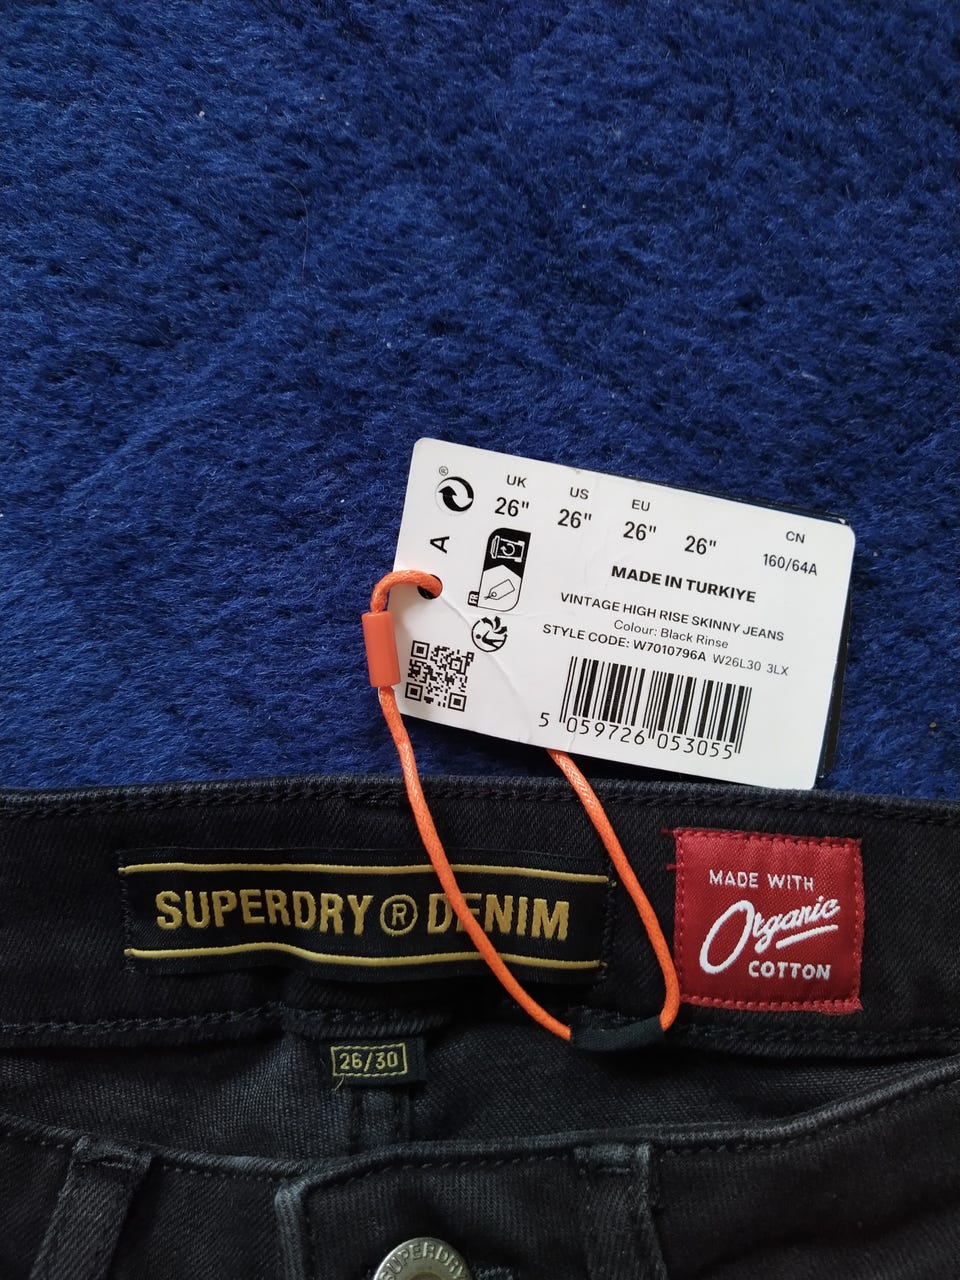 UK US EU CN
26" 26" 26" 26" 160/64A
A
FR
MADE IN TURKIYE
VINTAGE HIGH RISE SKINNY JEANS
Colour: Black Rinse
STYLE CODE: W7010796A W26L30 3LX
5 059726 053055
SUPERDRY ® DENIM
MADE WITH
Organic
COTTON
26/30
SUPERDRY